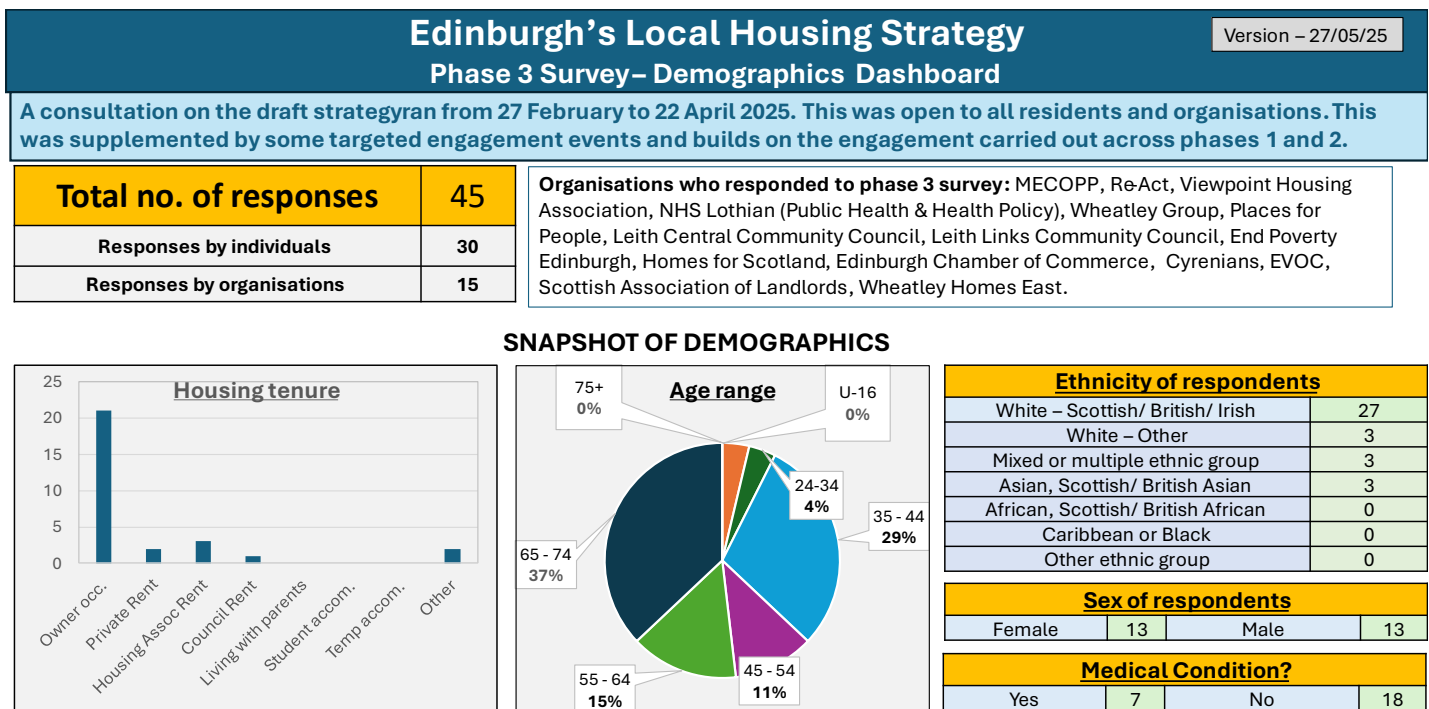 Edinburgh's Local Housing Strategy
Version – 27/05/25
Phase 3 Survey– Demographics Dashboard
A consultation on the draft strategyran from 27 February to 22 April 2025. This was open to all residents and organisations. This
was supplemented by some targeted engagement events and builds on the engagement carried out across phases 1 and 2.
Total no. of responses 45
Responses by individuals 30
Responses by organisations 15
Organisations who responded to phase 3 survey: MECOPP, Re-Act, Viewpoint Housing
Association, NHS Lothian (Public Health & Health Policy), Wheatley Group, Places for
People, Leith Central Community Council, Leith Links Community Council, End Poverty
Edinburgh, Homes for Scotland, Edinburgh Chamber of Commerce, Cyrenians, EVOC,
Scottish Association of Landlords, Wheatley Homes East.
SNAPSHOT OF DEMOGRAPHICS
Housing tenure
25
20
15
10
5
0
Owner occ.
Private Rent
Housing Assoc Rent
Council Rent
Living with parents
Student accom.
Temp accom.
Other
Age range
75+
0%
U-16
0%
24-34
4%
35 - 44
29%
65 - 74
37%
55 - 64
15%
45 - 54
11%
Ethnicity of respondents
White – Scottish/ British/ Irish 27
White – Other 3
Mixed or multiple ethnic group 3
Asian, Scottish/ British Asian 3
African, Scottish/ British African 0
Caribbean or Black 0
Other ethnic group 0
Sex of respondents
Female 13 Male 13
Medical Condition?
Yes 7 No 18